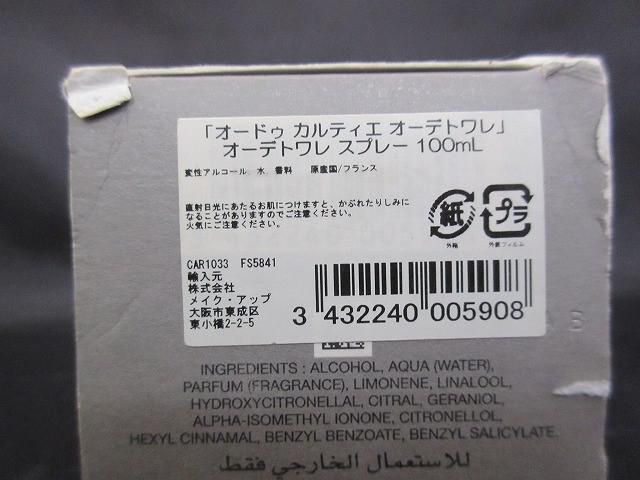 「オードゥ カルティエ オーデトワレ」
オーデトワレ スプレー 100mL
変性アルコール、水、香料 原産国/フランス
直射日光にあたるお肌につけますと、かぶれたりしみに
なることがありますのでご注意ください。
火気にご注意ください。
紙 プラ
外箱 外装フィルム
CAR1033 FS5841
輸入元
株式会社
メイク・アップ
大阪市東成区
東小橋2-2-5
3 432240 005908
INGREDIENTS : ALCOHOL, AQUA (WATER),
PARFUM (FRAGRANCE), LIMONENE, LINALOOL,
HYDROXYCITRONELLAL, CITRAL, GERANIOL,
ALPHA-ISOMETHYL IONONE, CITRONELLOL,
HEXYL CINNAMAL, BENZYL BENZOATE, BENZYL SALICYLATE.
للاستعمال الخارجي فقط